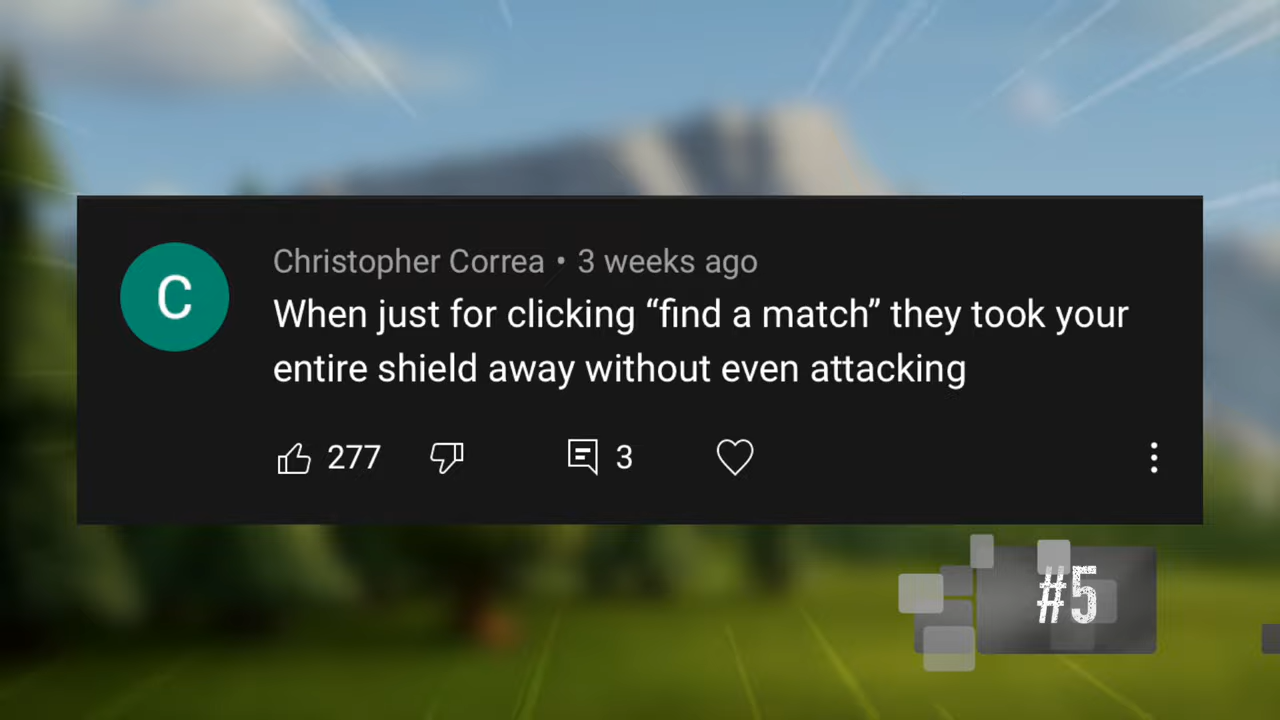 C
Christopher Correa • 3 weeks ago
When just for clicking “find a match” they took your
entire shield away without even attacking
277
3
#5